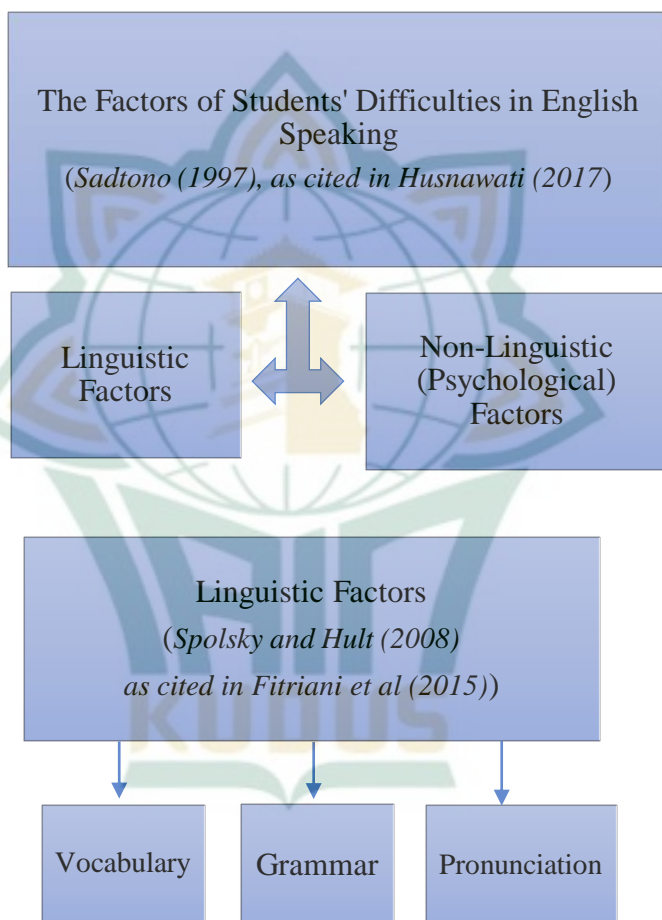 The Factors of Students' Difficulties in English
Speaking
(Sadtono (1997), as cited in Husnawati (2017)
Linguistic
Factors
Non-Linguistic
(Psychological)
Factors
Linguistic Factors
(Spolsky and Hult (2008)
as cited in Fitriani et al (2015))
KUDUS
Vocabulary
Grammar
Pronunciation